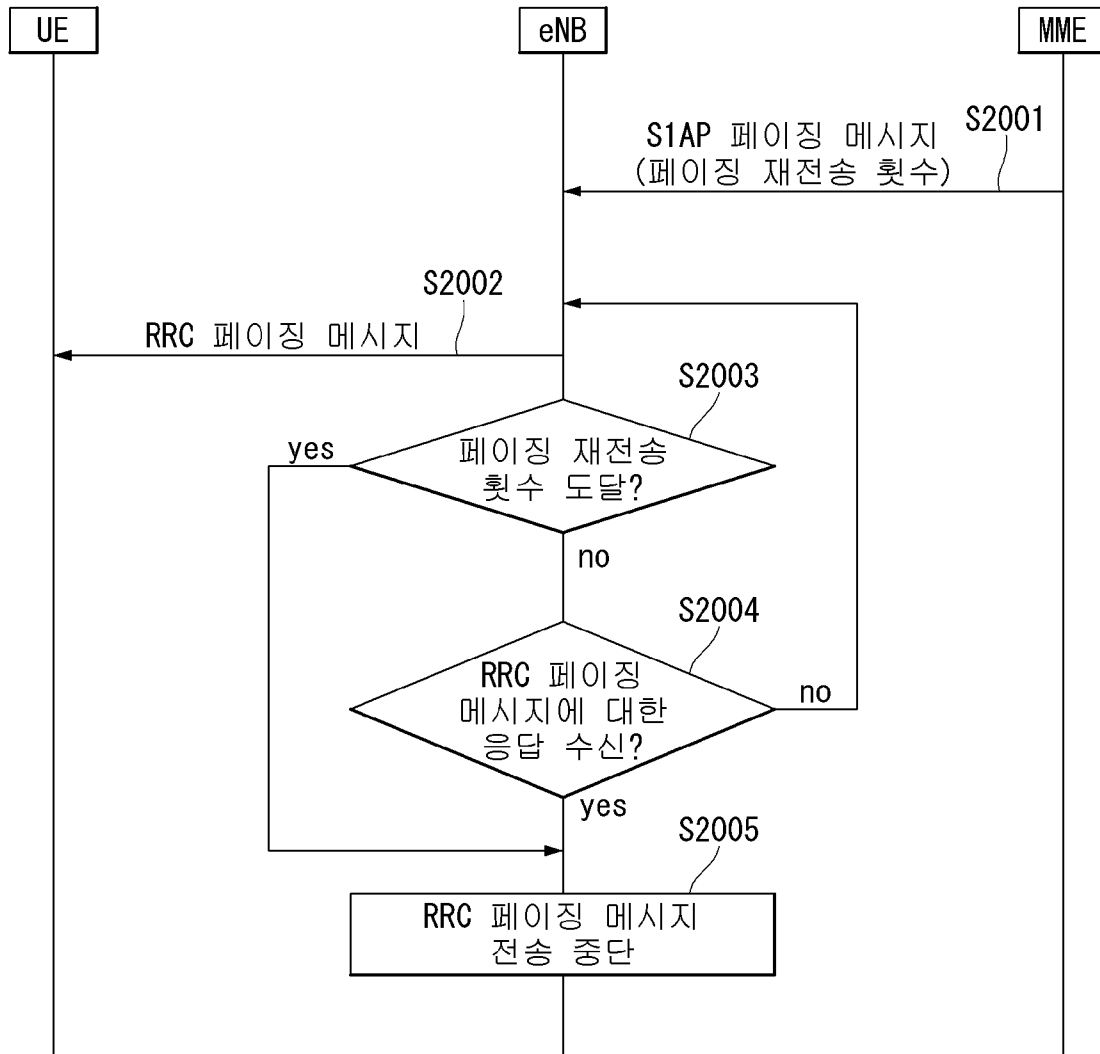 UE
eNB
MME
S2001
S1AP 페이징 메시지
(페이징 재전송 횟수)
S2002
RRC 페이징 메시지
S2003
yes
페이징 재전송
횟수 도달?
no
S2004
RRC 페이징
메시지에 대한
응답 수신?
no
yes
S2005
RRC 페이징 메시지
전송 중단